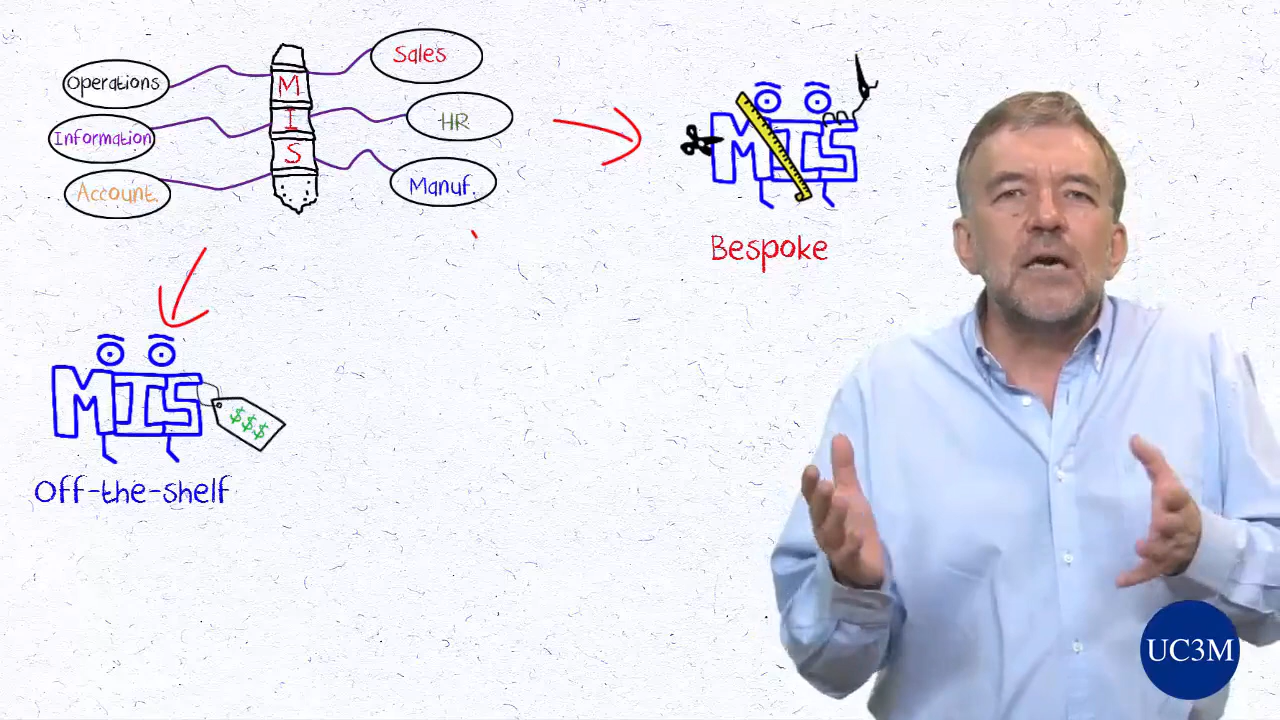 Operations
Information
Account.
M
I
S
Sales
HR
Manuf.
MIS
Bespoke
MIS
$$$
Off-the-shelf
UC3M